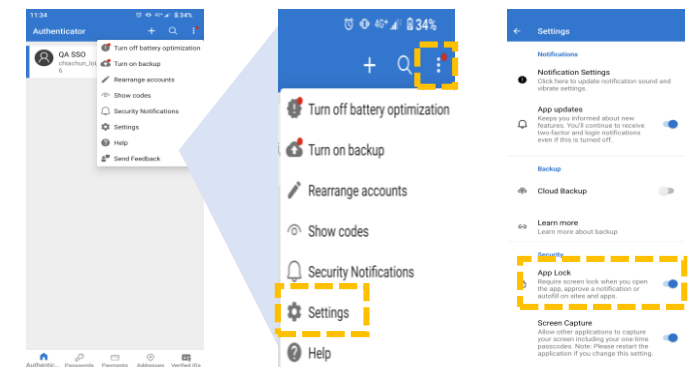 11:34
4G+ 34%
Authenticator
QA SSO
6
Turn off battery optimization
Turn on backup
Rearrange accounts
Show codes
Security Notifications
Settings
Help
Send Feedback
Authentic... Passwords Payments Addresses Verified IDs
4G+ 34%
Turn off battery optimization
Turn on backup
Rearrange accounts
Show codes
Security Notifications
Settings
Help
Settings
Notifications
Notification Settings
Click here to update notification sound and
vibrate settings.
App updates
Keeps you informed about new
features. You'll continue to receive
two-factor and login notifications
even if this is turned off.
Backup
Cloud Backup
Learn more
Learn more about backup
Security
App Lock
Require screen lock when you open
the app, approve a notification or
autofill on sites and apps.
Screen Capture
Allow other applications to capture
your screen including your one-time
passcodes. Note: Please restart the
application if you change this setting.